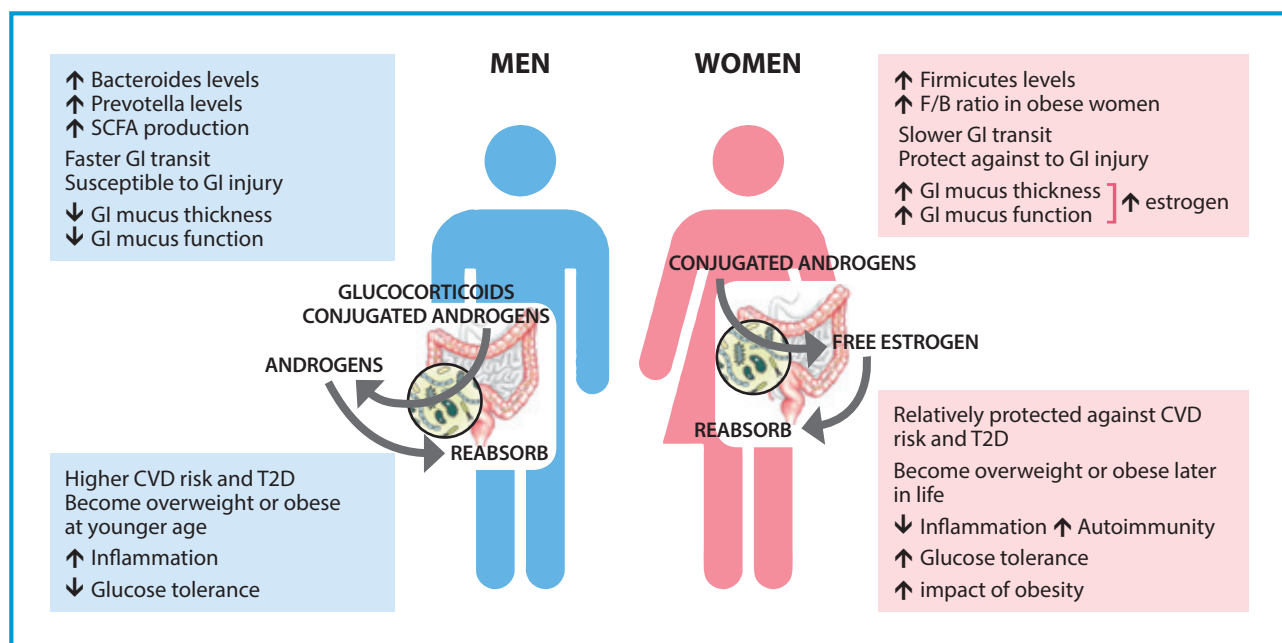 MEN
WOMEN
↑ Bacteroides levels
↑ Prevotella levels
↑ SCFA production
Faster GI transit
Susceptible to GI injury
↓ GI mucus thickness
↓ GI mucus function
↑ Firmicutes levels
↑ F/B ratio in obese women
Slower GI transit
Protect against to GI injury
↑ GI mucus thickness
↑ GI mucus function
↑ estrogen
GLUCOCORTICOIDS
CONJUGATED ANDROGENS
ANDROGENS
REABSORB
CONJUGATED ANDROGENS
FREE ESTROGEN
REABSORB
Higher CVD risk and T2D
Become overweight or obese
at younger age
↑ Inflammation
↓ Glucose tolerance
Relatively protected against CVD
risk and T2D
Become overweight or obese later
in life
↓ Inflammation ↑ Autoimmunity
↑ Glucose tolerance
↑ impact of obesity